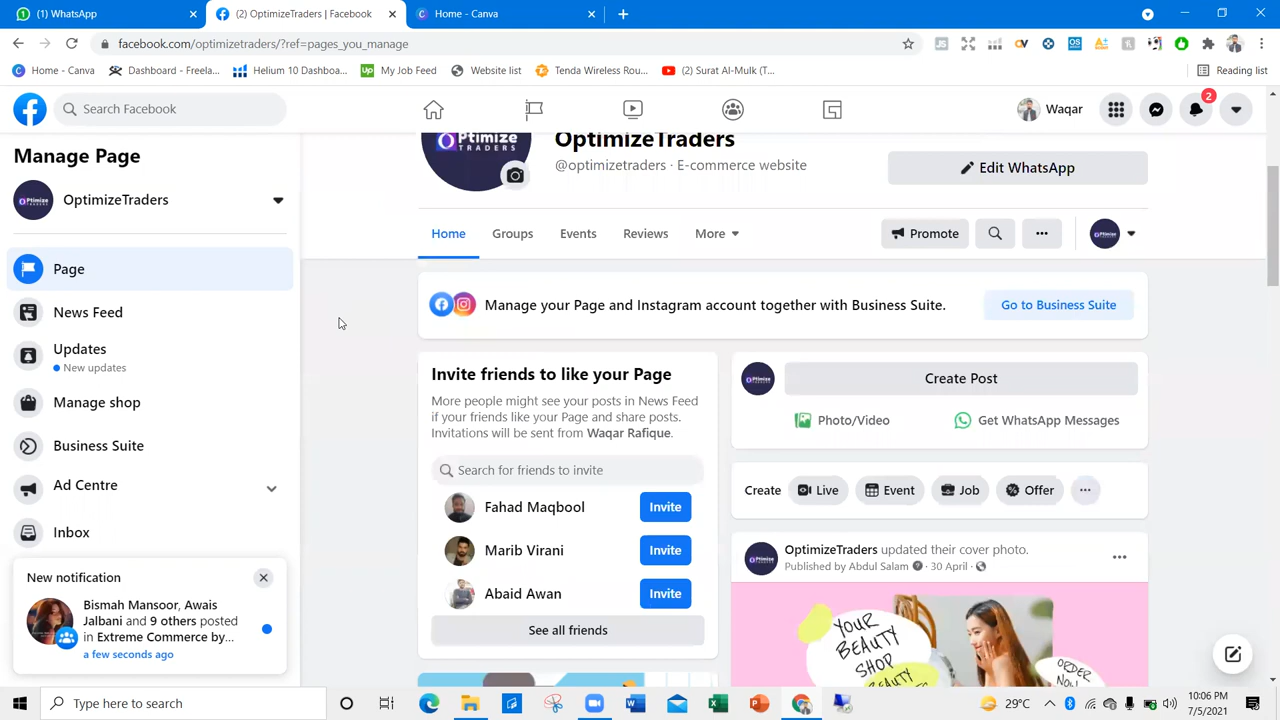 (1) WhatsApp
(2) OptimizeTraders | Facebook
Home - Canva
facebook.com/optimizetraders/?ref=pages_you_manage
Home - Canva
Dashboard - Freela...
Helium 10 Dashboa...
My Job Feed
Website list
Tenda Wireless Rou...
(2) Surat Al-Mulk (T...
Reading list
Search Facebook
Waqar
2
Manage Page
OptimizeTraders
Page
News Feed
Updates
New updates
Manage shop
Business Suite
Ad Centre
Inbox
New notification
Bismah Mansoor, Awais
Jalbani and 9 others posted
in Extreme Commerce by...
a few seconds ago
PtimizE
TRADERS
OptimizeTraders
@optimizetraders · E-commerce website
Edit WhatsApp
Home
Groups
Events
Reviews
More
Promote
Manage your Page and Instagram account together with Business Suite.
Go to Business Suite
Invite friends to like your Page
More people might see your posts in News Feed
if your friends like your Page and share posts.
Invitations will be sent from Waqar Rafique.
Search for friends to invite
Fahad Maqbool
Invite
Marib Virani
Invite
Abaid Awan
Invite
See all friends
Create Post
Photo/Video
Get WhatsApp Messages
Create
Live
Event
Job
Offer
OptimizeTraders updated their cover photo.
Published by Abdul Salam · 30 April ·
YOUR
BEAUTY
SHOP
ORDER
NOW
Type here to search
29°C
10:06 PM
7/5/2021